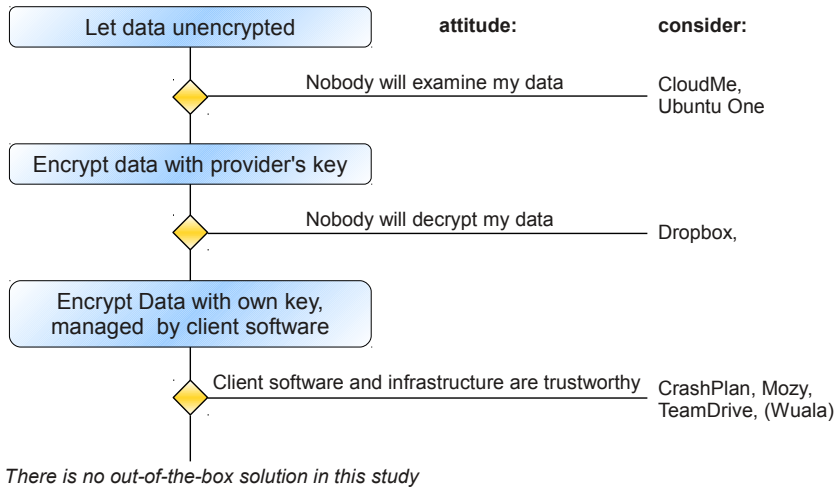 Let data unencrypted
attitude:
consider:
Nobody will examine my data
CloudMe,
Ubuntu One
Encrypt data with provider's key
Nobody will decrypt my data
Dropbox,
Encrypt Data with own key,
managed by client software
Client software and infrastructure are trustworthy
CrashPlan, Mozy,
TeamDrive, (Wuala)
There is no out-of-the-box solution in this study